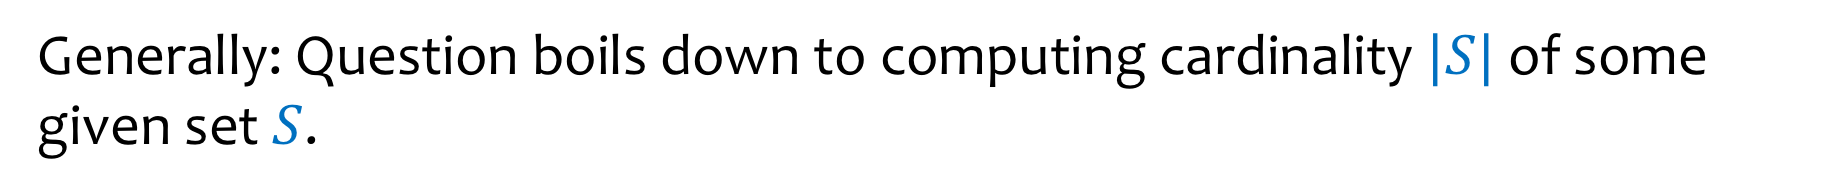 Generally: Question boils down to computing cardinality |S| of some
given set S.